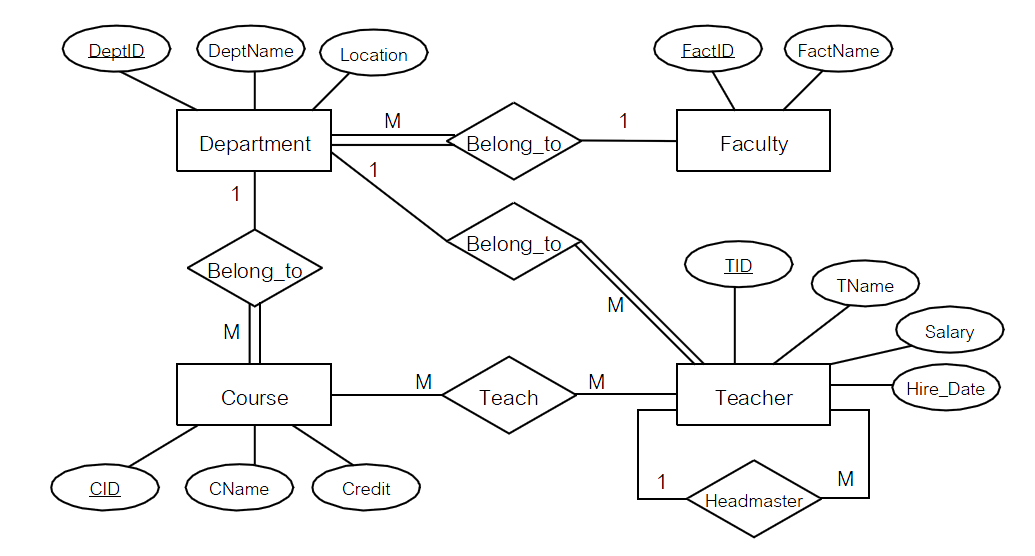 DeptID
DeptName
Location
FactID
FactName
M
1
Department
Belong_to
Faculty
1
1
Belong_to
Belong_to
TID
TName
M
M
Salary
M
M
Hire_Date
Course
Teach
Teacher
CID
CName
Credit
1
M
Headmaster